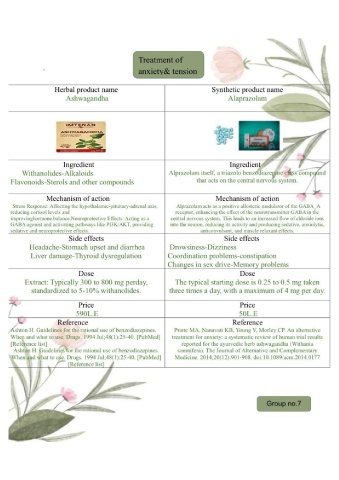 Treatment of
anxiety& tension
Herbal product name
Ashwagandha
Synthetic product name
Alaprazolam
IMTENAN
ASHWAGANDHA
Ingredient
Withanolides-Alkaloids
Flavonoids-Sterols and other compounds
Ingredient
Alprazolam itself, a triazolo benzodiazepine class compound
that acts on the central nervous system.
Mechanism of action
Stress Response: Affecting the hypothalamic-pituitary-adrenal axis,
reducing cortisol levels and
improvinghormone balance-Neuroprotective Effects: Acting as a
GABA agonist and activating pathways like PI3K/AKT, providing
sedative and neuroprotective effects.
Mechanism of action
Alprazolam acts as a positive allosteric modulator of the GABA_A
receptor, enhancing the effect of the neurotransmitter GABA in the
central nervous system. This leads to an increased flow of chloride ions
into the neuron, reducing its activity and producing sedative, anxiolytic,
anticonvulsant, and muscle relaxant effects.
Side effects
Headache-Stomach upset and diarrhea
Liver damage-Thyroid dysregulation
Side effects
Drowsiness-Dizziness
Coordination problems-constipation
Changes in sex drive-Memory problems
Dose
Extract: Typically 300 to 800 mg perday,
standardized to 5-10% withanolides.
Dose
The typical starting dose is 0.25 to 0.5 mg taken
three times a day, with a maximum of 4 mg per day.
Price
590L.E
Price
50L.E
Reference
Ashton H. Guidelines for the rational use of benzodiazepines.
When and what to use. Drugs. 1994 Jul;48(1):25-40. [PubMed]
[Reference list]
Ashton H. Guidelines for the rational use of benzodiazepines.
When and what to use. Drugs. 1994 Jul;48(1):25-40. [PubMed]
[Reference list]
Reference
Pratte MA, Nanavati KB, Young V, Morley CP. An alternative
treatment for anxiety: a systematic review of human trial results
reported for the ayurvedic herb ashwagandha (Withania
somnifera). The Journal of Alternative and Complementary
Medicine. 2014;20(12):901-908. doi:10.1089/acm.2014.0177
Group no.7